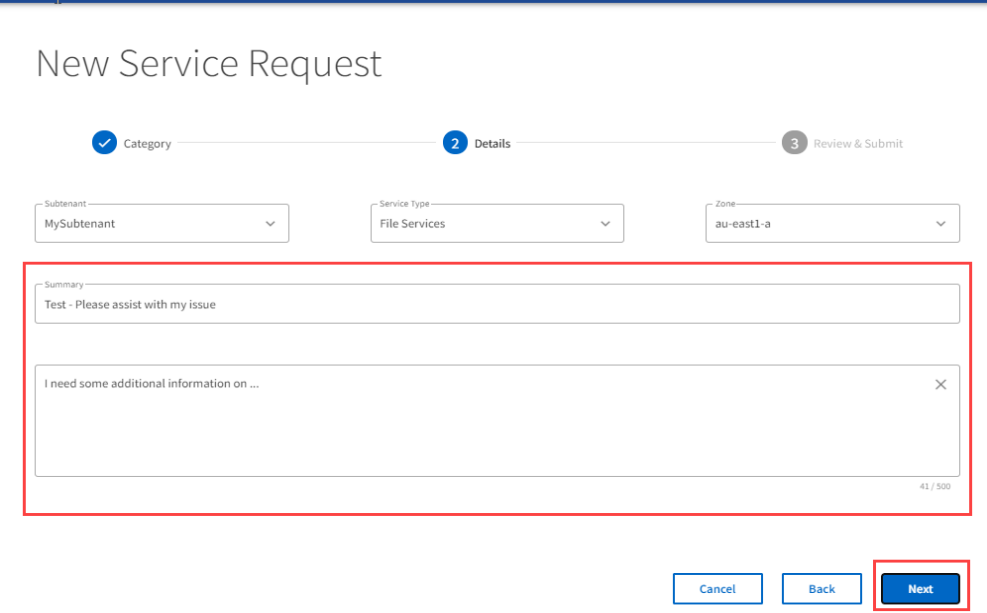 New Service Request
Category
2 Details
3 Review & Submit
Subtenant
MySubtenant
Service Type
File Services
Zone
au-east1-a
Summary
Test - Please assist with my issue
I need some additional information on ...
41 / 500
Cancel
Back
Next